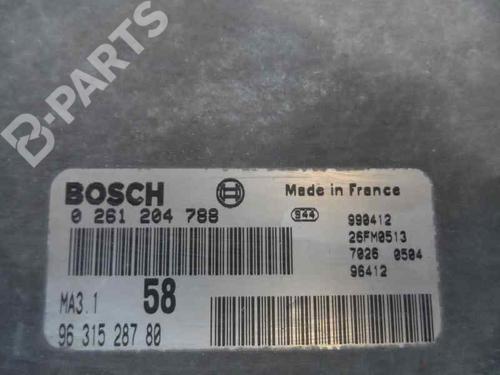 B-PARTS
BOSCH
Made in France
0 261 204 788
944
990412
26FM0513
7026 0504
96412
MA3.1
58
96 315 287 80